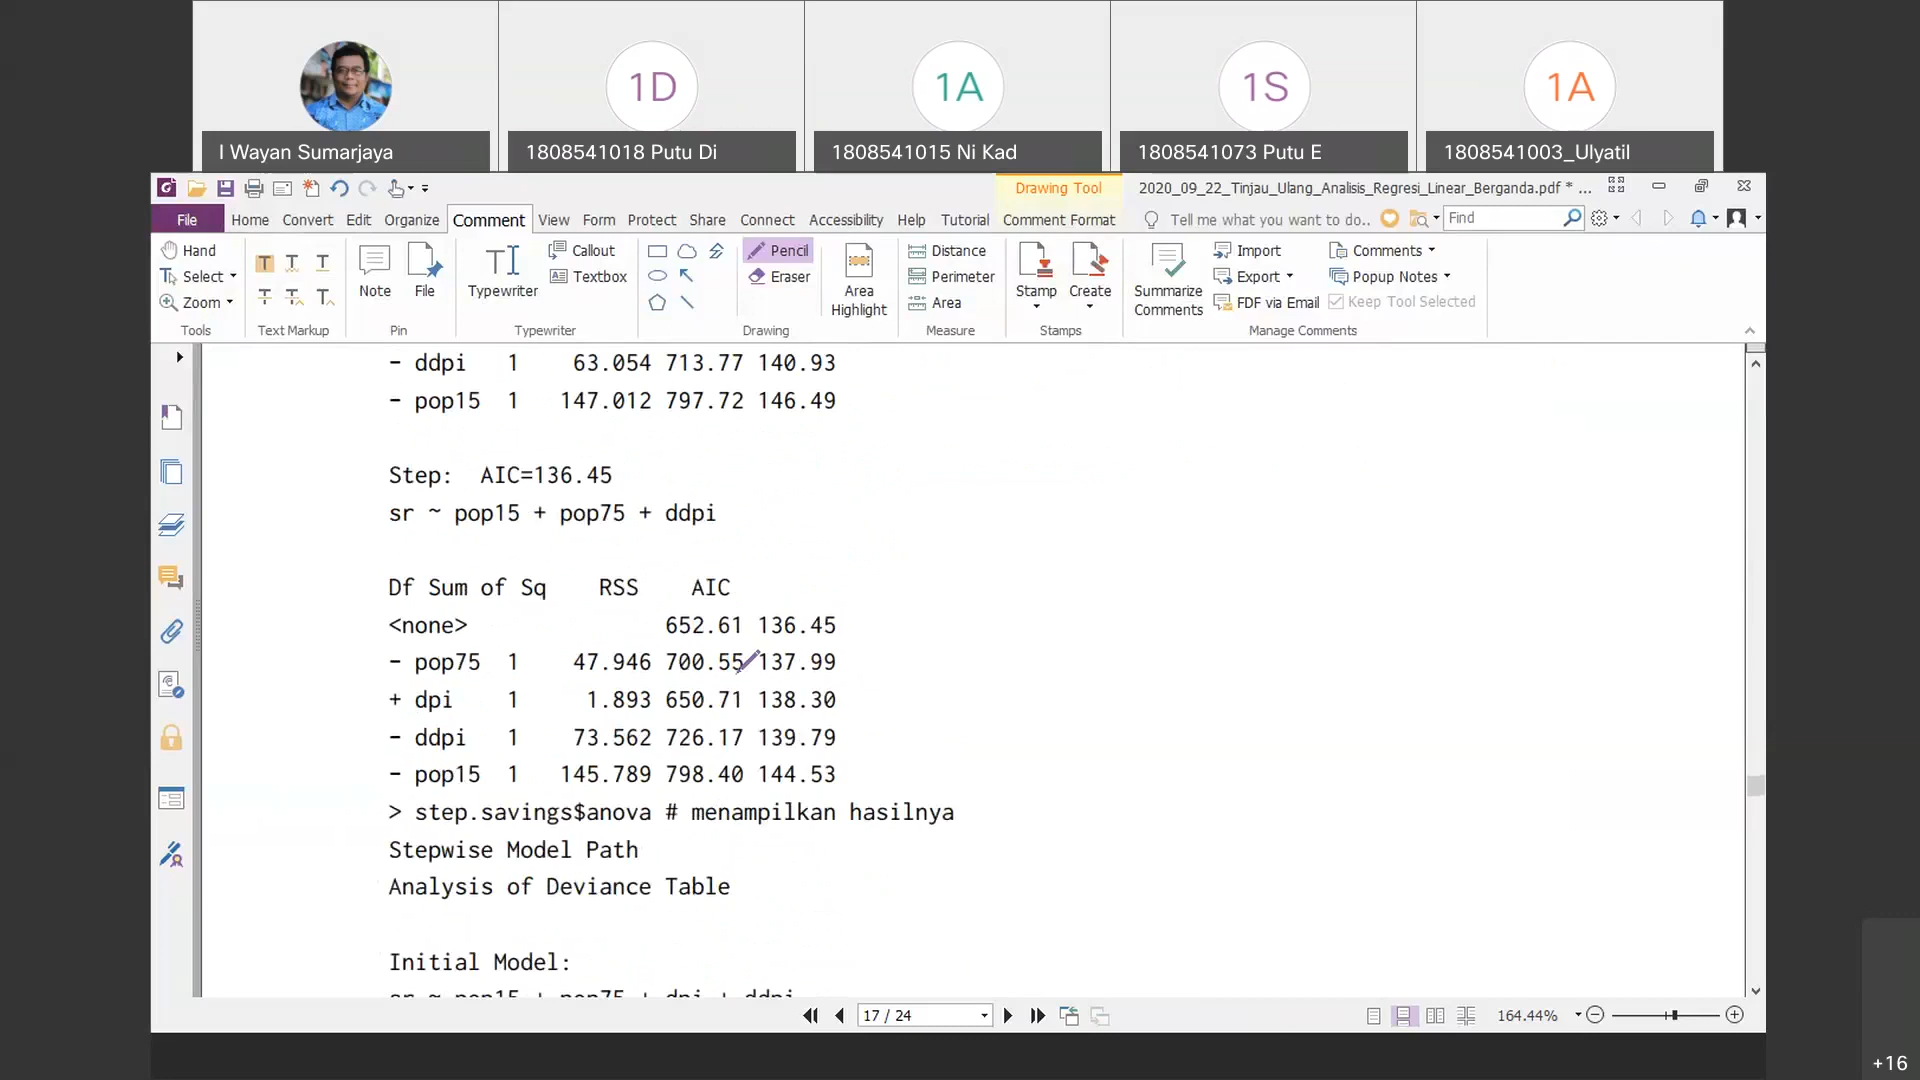 1D
1A
1S
1A
I Wayan Sumarjaya
1808541018 Putu Di
1808541015 Ni Kad
1808541073 Putu E
1808541003_Ulyatil
Drawing Tool
2020_09_22_Tinjau_Ulang_Analisis_Regresi_Linear_Berganda.pdf * ...
File Home Convert Edit Organize Comment View Form Protect Share Connect Accessibility Help Tutorial Comment Format Tell me what you want to do.. Find
Hand
Select
Zoom
Tools
Text Markup
Note
File
Pin
Typewriter
Callout
Textbox
Typewriter
Pencil
Eraser
Drawing
Area Highlight
Distance
Perimeter
Area
Measure
Stamp
Create
Stamps
Summarize Comments
Import
Export
FDF via Email
Comments
Popup Notes
Keep Tool Selected
Manage Comments
- ddpi 1 63.054 713.77 140.93
- pop15 1 147.012 797.72 146.49
Step: AIC=136.45
sr ~ pop15 + pop75 + ddpi
Df Sum of Sq RSS AIC
<none> 652.61 136.45
- pop75 1 47.946 700.55 137.99
+ dpi 1 1.893 650.71 138.30
- ddpi 1 73.562 726.17 139.79
- pop15 1 145.789 798.40 144.53
> step.savings$anova # menampilkan hasilnya
Stepwise Model Path
Analysis of Deviance Table
Initial Model:
sr ~ pop15 + pop75 + dpi + ddpi
17 / 24
164.44%
+16